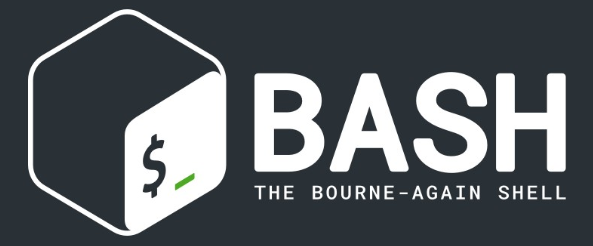 $_
BASH
THE BOURNE-AGAIN SHELL